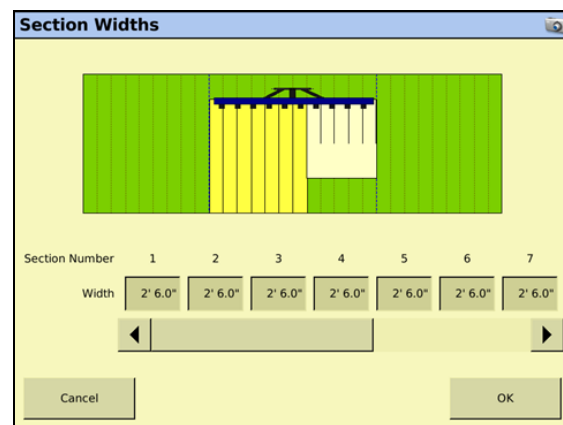 Section Widths
Section Number 1 2 3 4 5 6 7
Width 2' 6.0" 2' 6.0" 2' 6.0" 2' 6.0" 2' 6.0" 2' 6.0" 2' 6.0"
Cancel OK